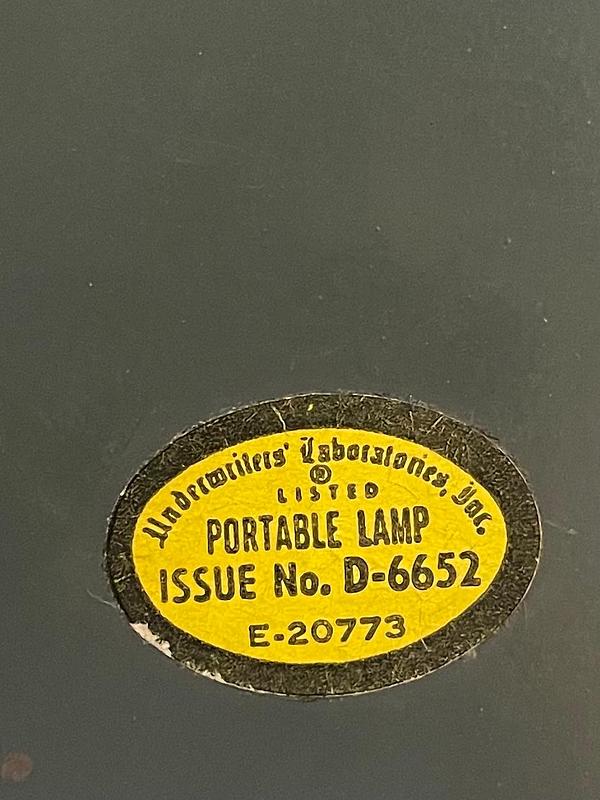 Underwriters' Laboratories, Inc.
®
LISTED
PORTABLE LAMP
ISSUE No. D-6652
E-20773